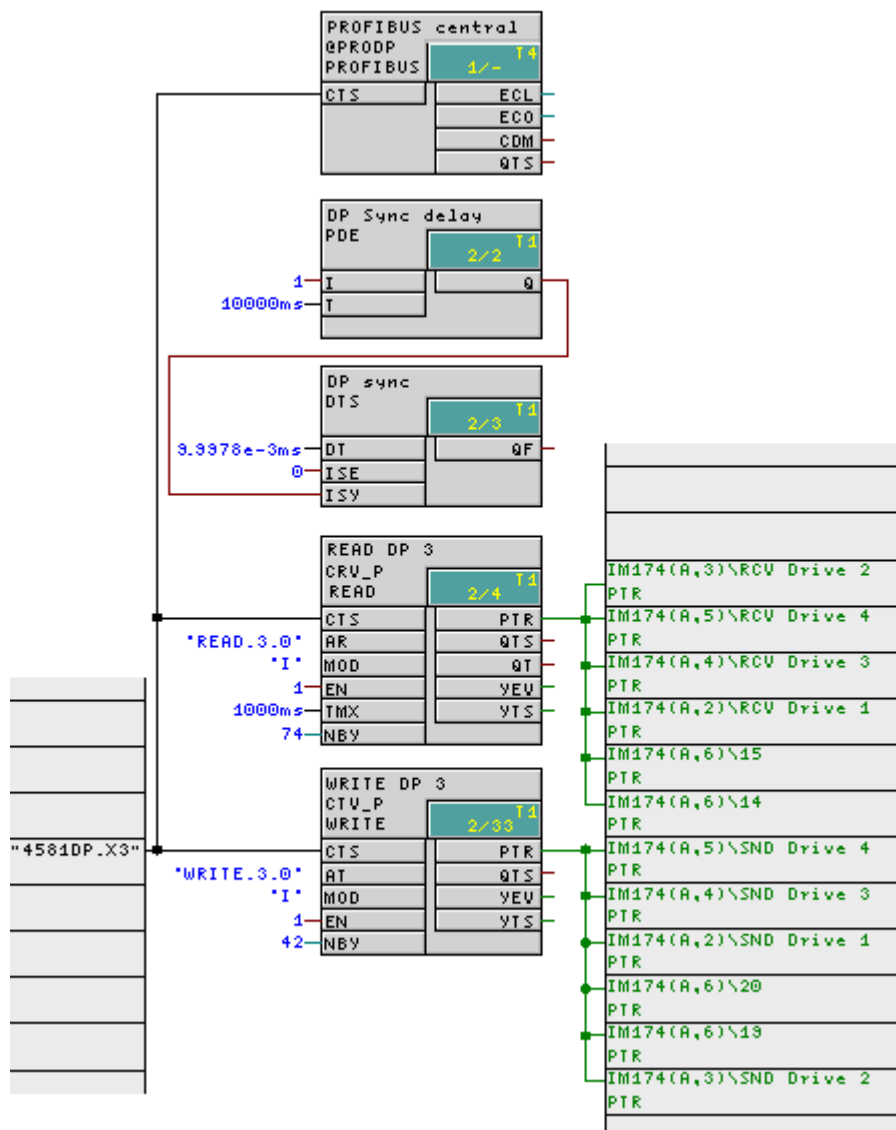 PROFIBUS central
@PRODP
PROFIBUS
T4
1/-
CTS
ECL
ECO
CDM
QTS
DP Sync delay
PDE
T1
2/2
1
I
Q
10000ms
T
DP sync
DTS
T1
2/3
9.9978e-3ms
DT
QF
0
ISE
ISY
READ DP 3
CRV_P
READ
T1
2/4
CTS
PTR
"READ.3.0"
AR
QTS
"I"
MOD
QT
1
EN
YEV
1000ms
TMX
YTS
74
NBY
WRITE DP 3
CTV_P
WRITE
T1
2/33
"4581DP.X3"
CTS
PTR
"WRITE.3.0"
AT
QTS
"I"
MOD
YEV
1
EN
YTS
42
NBY
IM174(A,3)\RCV Drive 2
PTR
IM174(A,5)\RCV Drive 4
PTR
IM174(A,4)\RCV Drive 3
PTR
IM174(A,2)\RCV Drive 1
PTR
IM174(A,6)\15
PTR
IM174(A,6)\14
PTR
IM174(A,5)\SND Drive 4
PTR
IM174(A,4)\SND Drive 3
PTR
IM174(A,2)\SND Drive 1
PTR
IM174(A,6)\20
PTR
IM174(A,6)\19
PTR
IM174(A,3)\SND Drive 2
PTR